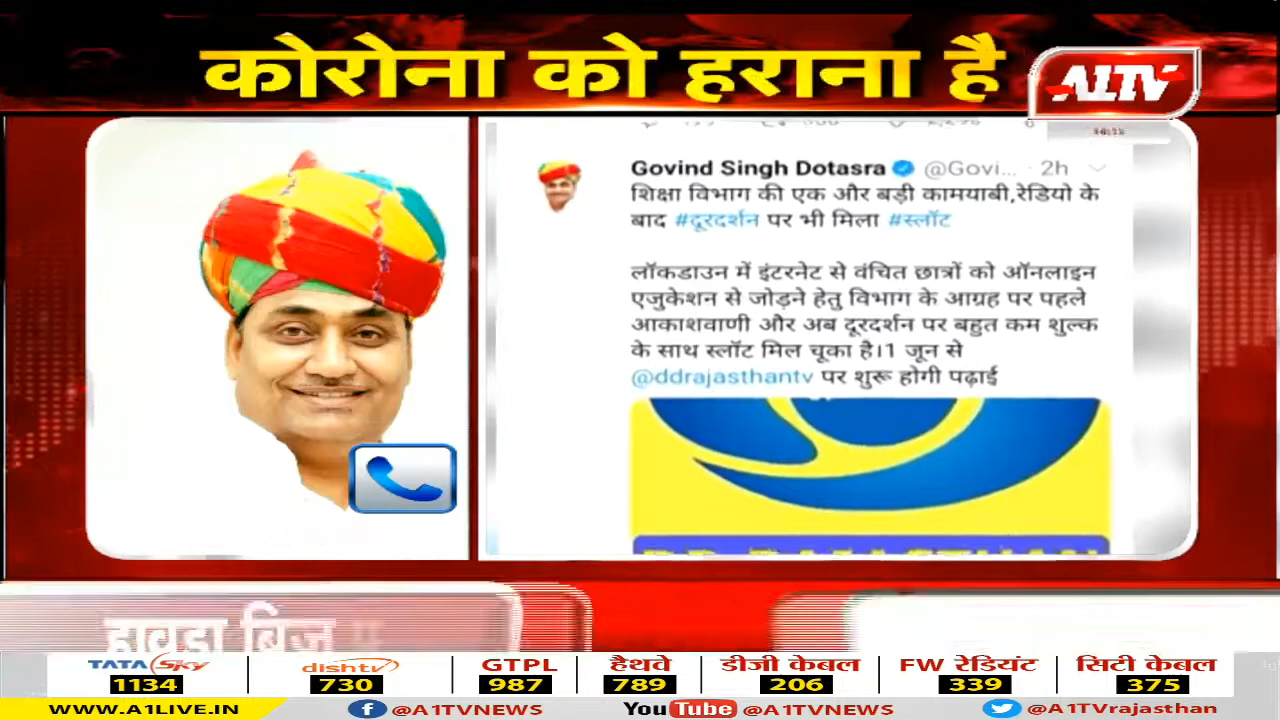 कोरोना को हराना है
A1TV
Govind Singh Dotasra @Govi... · 2h
शिक्षा विभाग की एक और बड़ी कामयाबी,रेडियो के
बाद #दूरदर्शन पर भी मिला #स्लॉट
लॉकडाउन में इंटरनेट से वंचित छात्रों को ऑनलाइन
एजुकेशन से जोड़ने हेतु विभाग के आग्रह पर पहले
आकाशवाणी और अब दूरदर्शन पर बहुत कम शुल्क
के साथ स्लॉट मिल चूका है।1 जून से
@ddrajasthantv पर शुरू होगी पढ़ाई
हावड़ा ब्रिज
TATA SKY dishtv GTPL हैथवे डीजी केबल FW रेडियंट सिटी केबल
1134 730 987 789 206 339 375
WWW.A1LIVE.IN @A1TVNEWS YouTube @A1TVNEWS @A1TVrajasthan